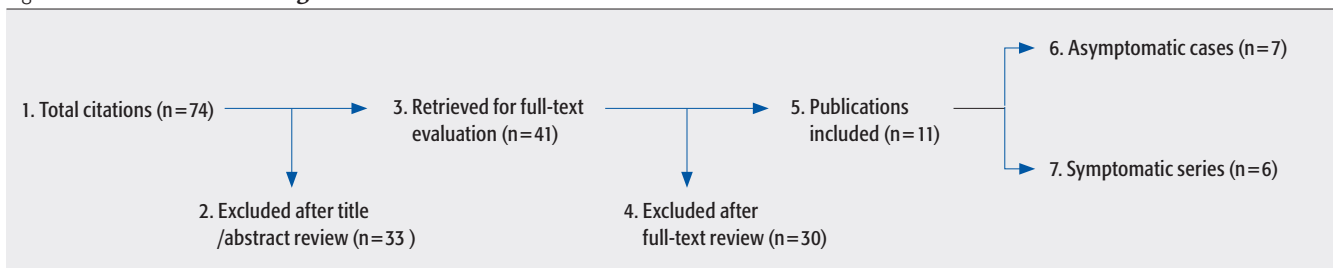 1. Total citations (n=74)
2. Excluded after title
/abstract review (n=33 )
3. Retrieved for full-text
evaluation (n=41)
4. Excluded after
full-text review (n=30)
5. Publications
included (n=11)
6. Asymptomatic cases (n=7)
7. Symptomatic series (n=6)